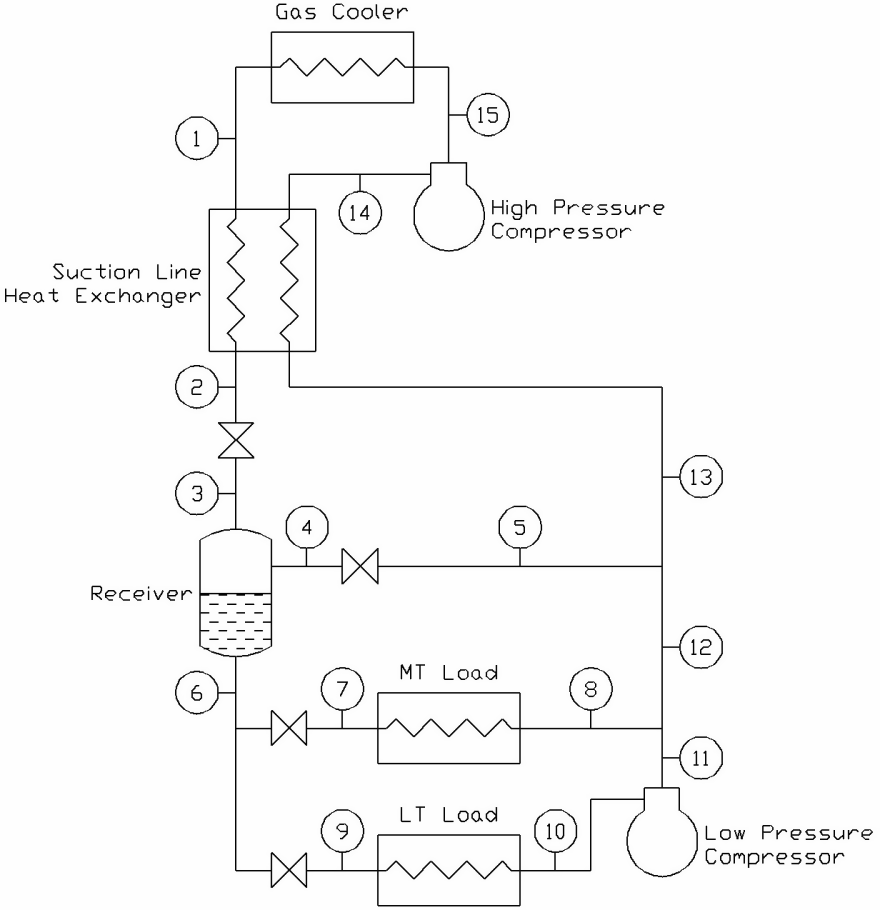 Gas Cooler
15
1
14
High Pressure
Compressor
Suction Line
Heat Exchanger
2
13
3
4
5
Receiver
12
MT Load
6
7
8
11
LT Load
9
10
Low Pressure
Compressor